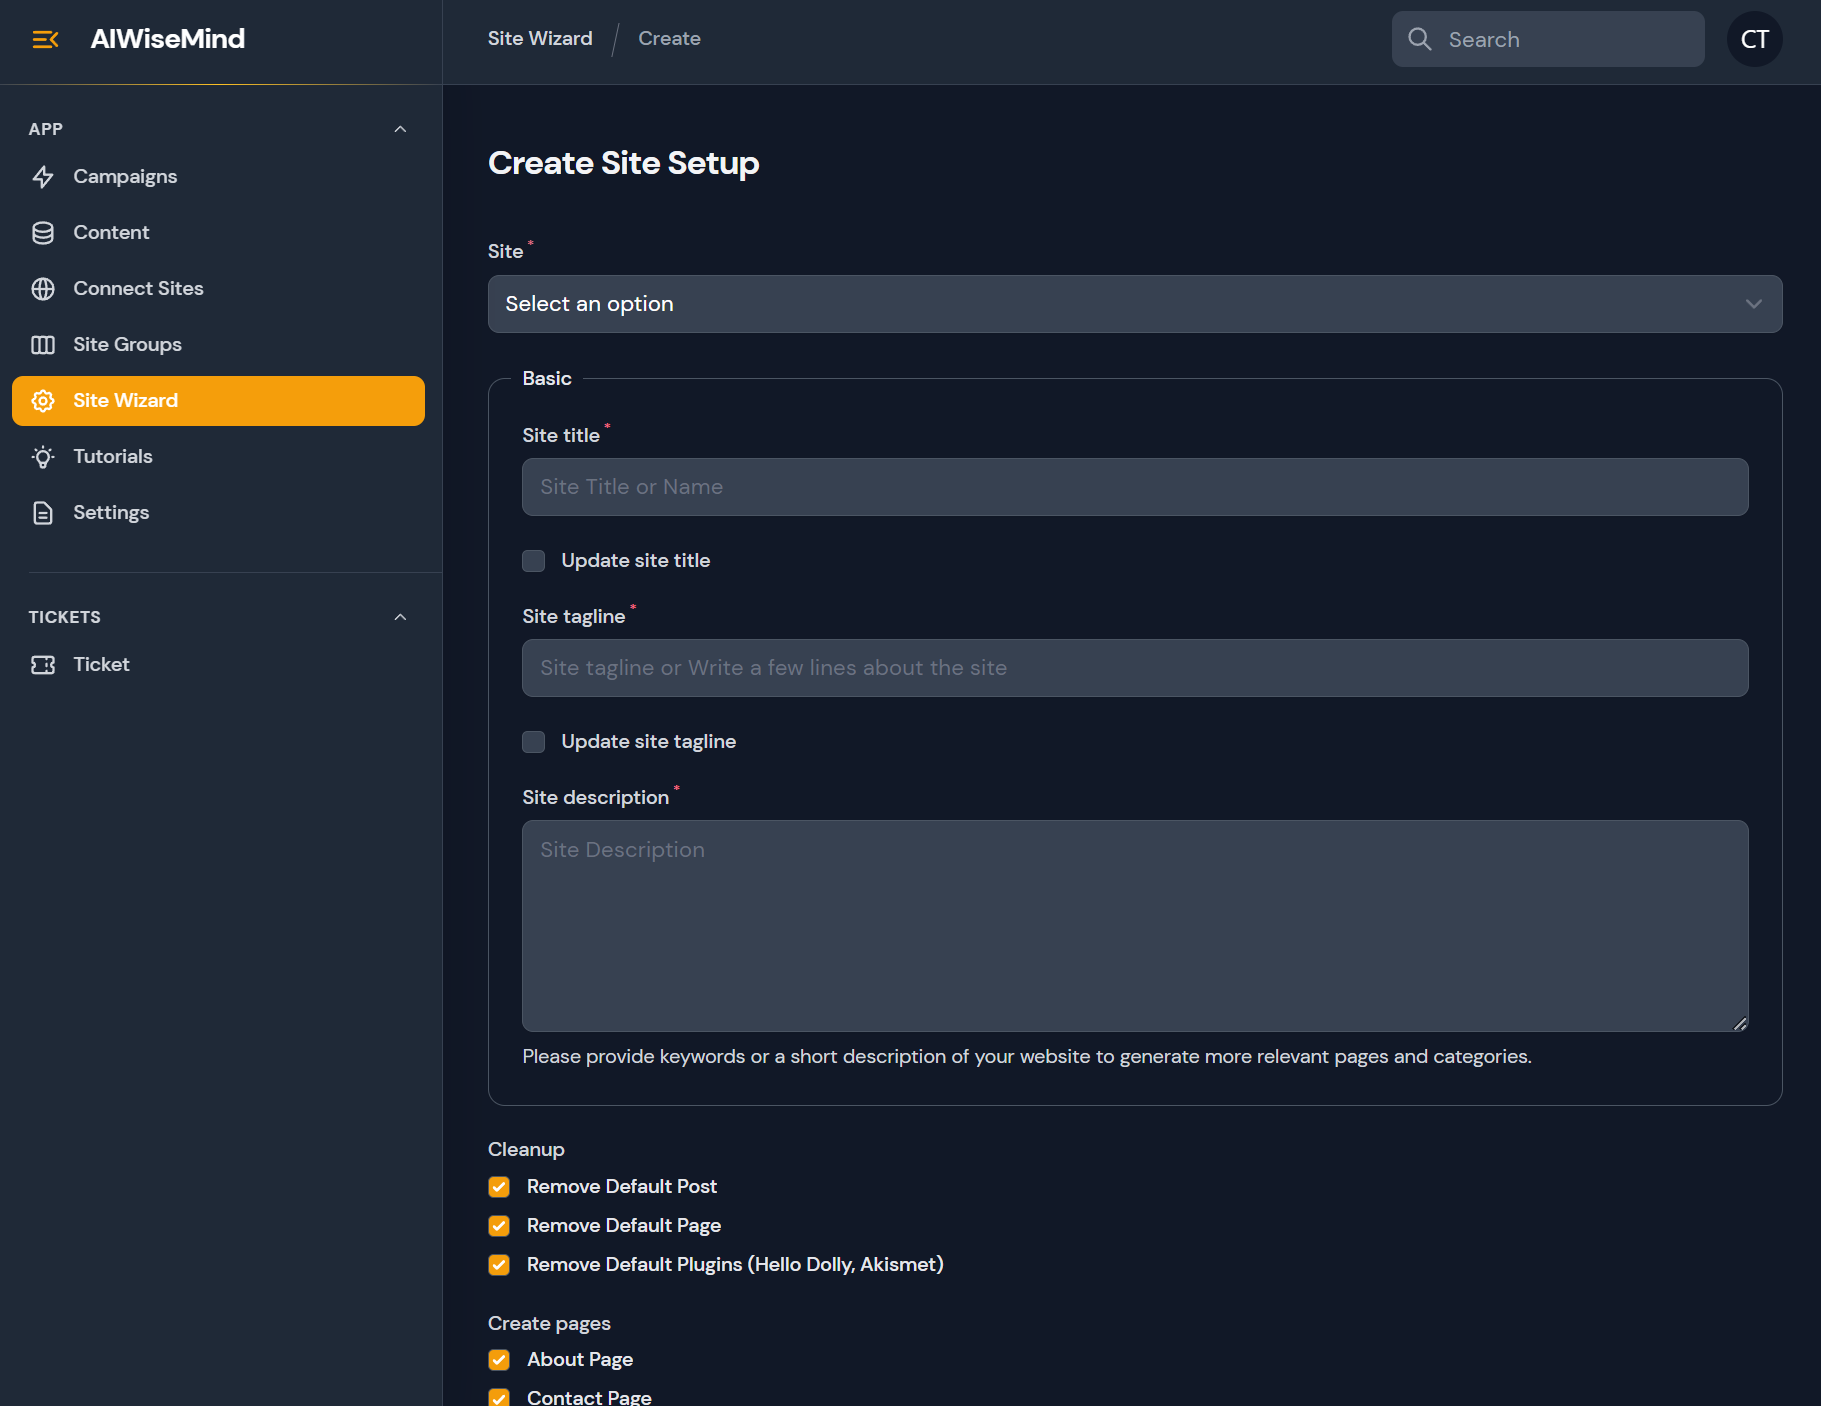 AIWiseMind
Site Wizard / Create
Search
CT
APP
Campaigns
Content
Connect Sites
Site Groups
Site Wizard
Tutorials
Settings
TICKETS
Ticket
Create Site Setup
Site *
Select an option
Basic
Site title *
Site Title or Name
Update site title
Site tagline *
Site tagline or Write a few lines about the site
Update site tagline
Site description *
Site Description
Please provide keywords or a short description of your website to generate more relevant pages and categories.
Cleanup
Remove Default Post
Remove Default Page
Remove Default Plugins (Hello Dolly, Akismet)
Create pages
About Page
Contact Page